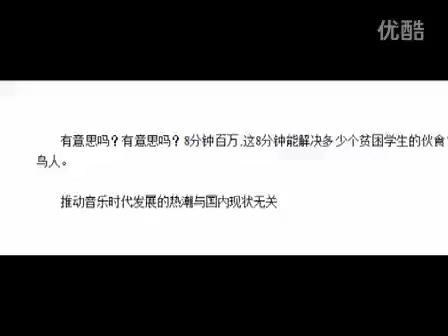 优酷
有意思吗？有意思吗？8分钟百万,这8分钟能解决多少个贫困学生的伙食
鸟人。
推动音乐时代发展的热潮与国内现状无关